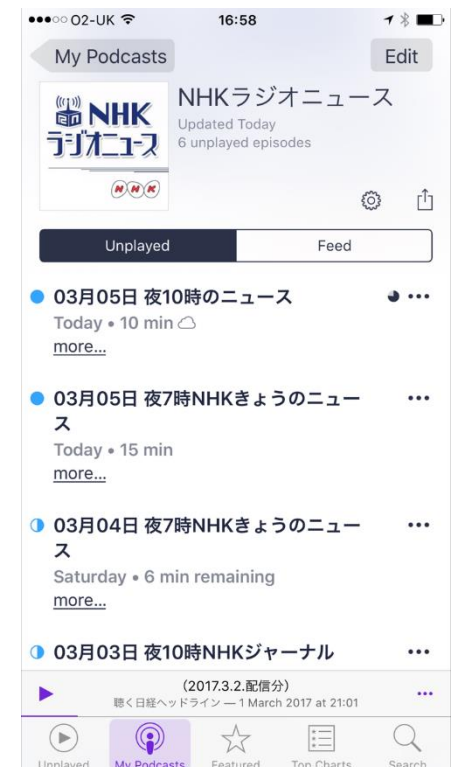 O2-UK 16:58
My Podcasts Edit
NHK
ラジオニュース
NHK
NHKラジオニュース
Updated Today
6 unplayed episodes
Unplayed Feed
03月05日 夜10時のニュース
Today • 10 min
more...
03月05日 夜7時NHKきょうのニュー
ス
Today • 15 min
more...
03月04日 夜7時NHKきょうのニュー
ス
Saturday • 6 min remaining
more...
03月03日 夜10時NHKジャーナル
(2017.3.2.配信分)
聴く日経ヘッドライン — 1 March 2017 at 21:01
Unplayed My Podcasts Featured Top Charts Search